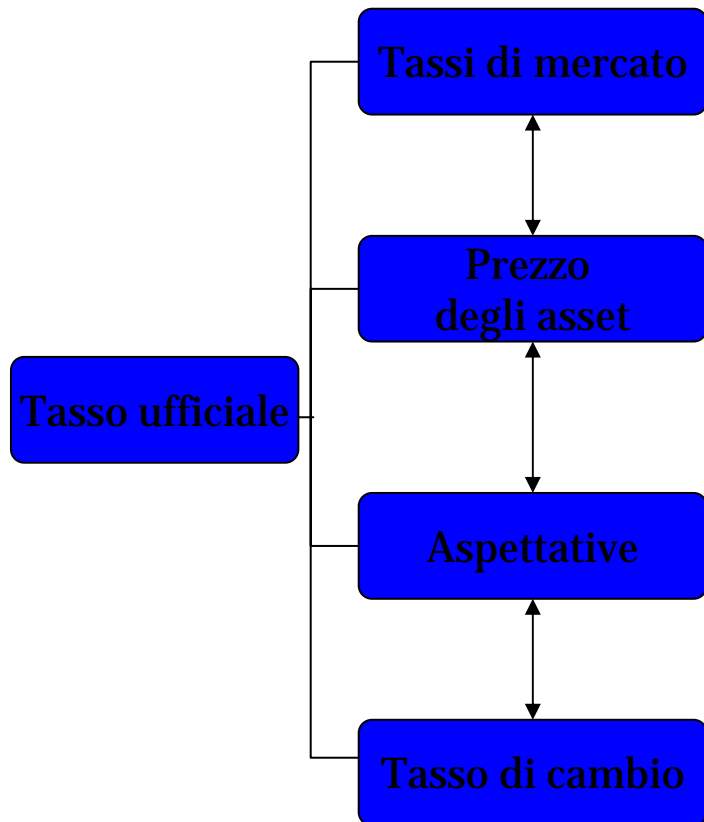 Tassi di mercato
Prezzo
degli asset
Tasso ufficiale
Aspettative
Tasso di cambio